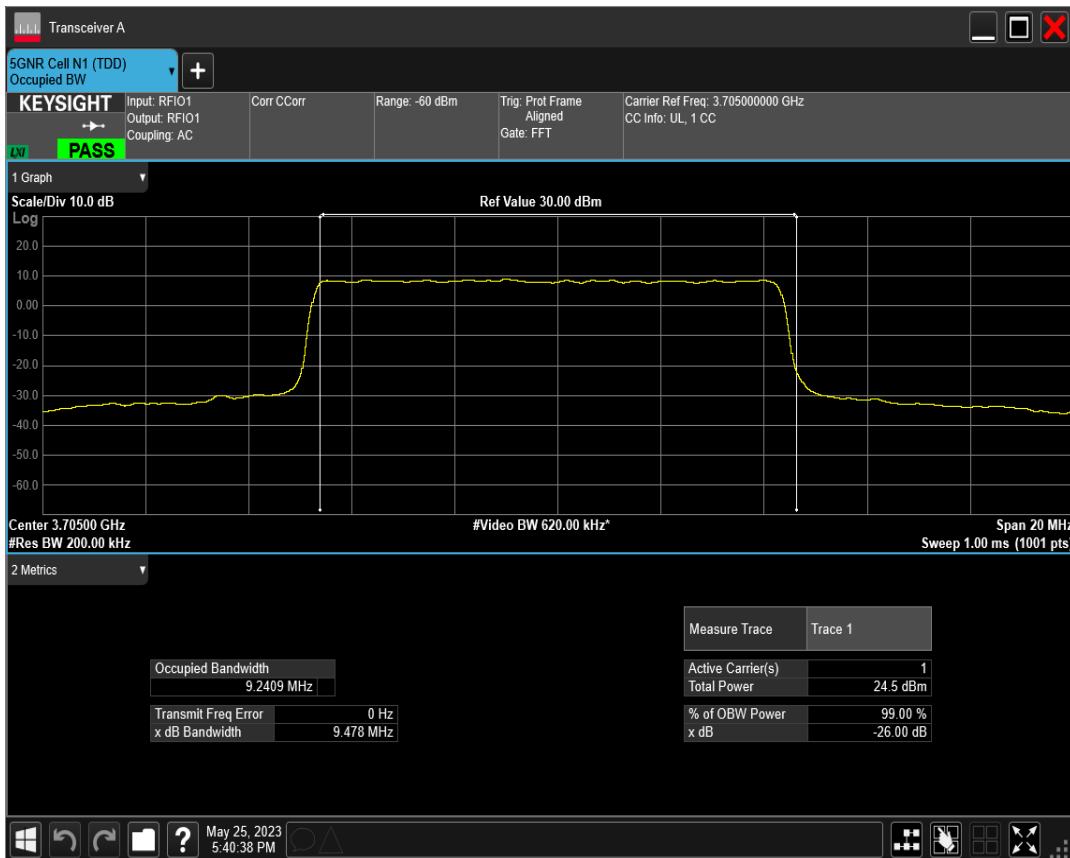 Transceiver A
5GNR Cell N1 (TDD)
Occupied BW
+
KEYSIGHT
LXI
PASS
Input: RFIO1
Output: RFIO1
Coupling: AC
Corr CCorr
Range: -60 dBm
Trig: Prot Frame
Aligned
Gate: FFT
Carrier Ref Freq: 3.705000000 GHz
CC Info: UL, 1 CC
1 Graph
Scale/Div 10.0 dB
Ref Value 30.00 dBm
Log
20.0
10.0
0.00
-10.0
-20.0
-30.0
-40.0
-50.0
-60.0
Center 3.70500 GHz
#Video BW 620.00 kHz*
Span 20 MHz
#Res BW 200.00 kHz
Sweep 1.00 ms (1001 pts)
2 Metrics
Measure Trace Trace 1
Occupied Bandwidth
9.2409 MHz
Active Carrier(s) 1
Total Power 24.5 dBm
Transmit Freq Error 0 Hz
x dB Bandwidth 9.478 MHz
% of OBW Power 99.00 %
x dB -26.00 dB
?
May 25, 2023
5:40:38 PM